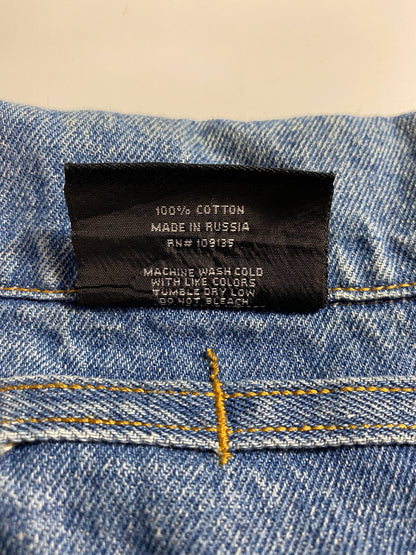 100% COTTON
MADE IN RUSSIA
RN# 109135
MACHINE WASH COLD
WITH LIKE COLORS
TUMBLE DRY LOW
DO NOT BLEACH